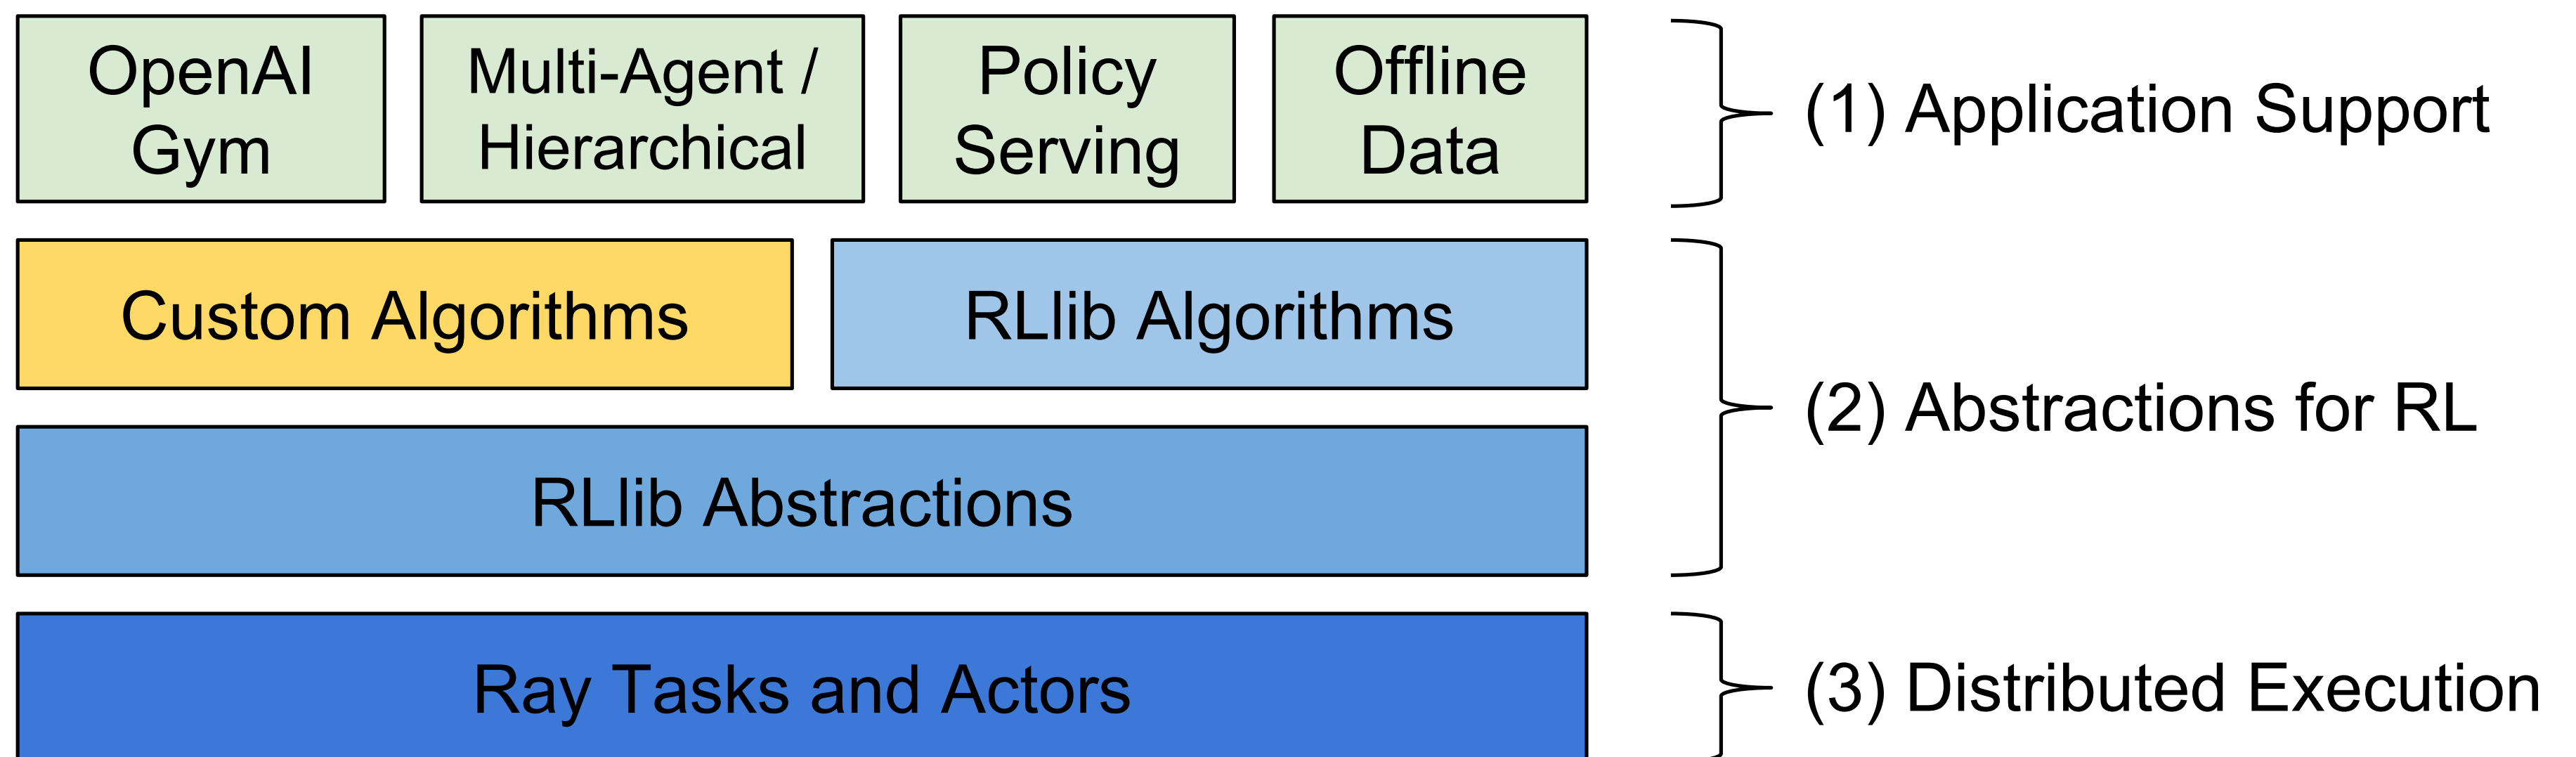 OpenAI
Gym
Multi-Agent /
Hierarchical
Policy
Serving
Offline
Data
(1) Application Support
Custom Algorithms
RLlib Algorithms
(2) Abstractions for RL
RLlib Abstractions
Ray Tasks and Actors
(3) Distributed Execution